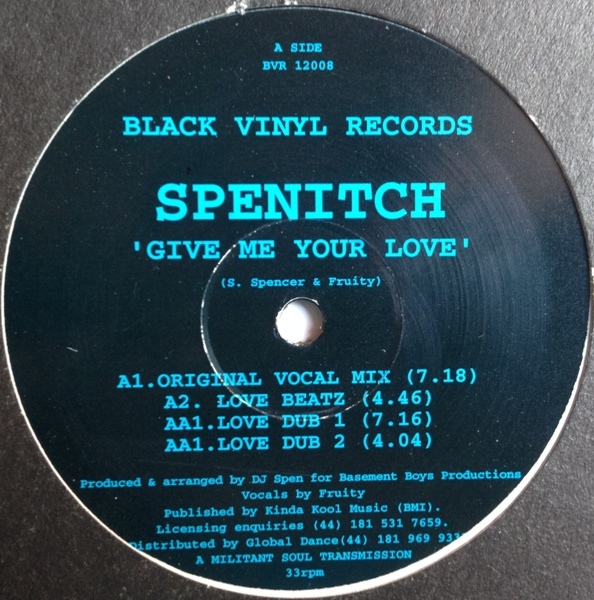 A SIDE
BVR 12008
BLACK VINYL RECORDS
SPENITCH
'GIVE ME YOUR LOVE'
(S. Spencer & Fruity)
A1.ORIGINAL VOCAL MIX (7.18)
A2. LOVE BEATZ (4.46)
AA1.LOVE DUB 1 (7.16)
AA1.LOVE DUB 2 (4.04)
Produced & arranged by DJ Spen for Basement Boys Productions
Vocals by Fruity
Published by Kinda Kool Music (BMI).
Licensing enquiries (44) 181 531 7659.
Distributed by Global Dance(44) 181 969
A MILITANT SOUL TRANSMISSION
33rpm